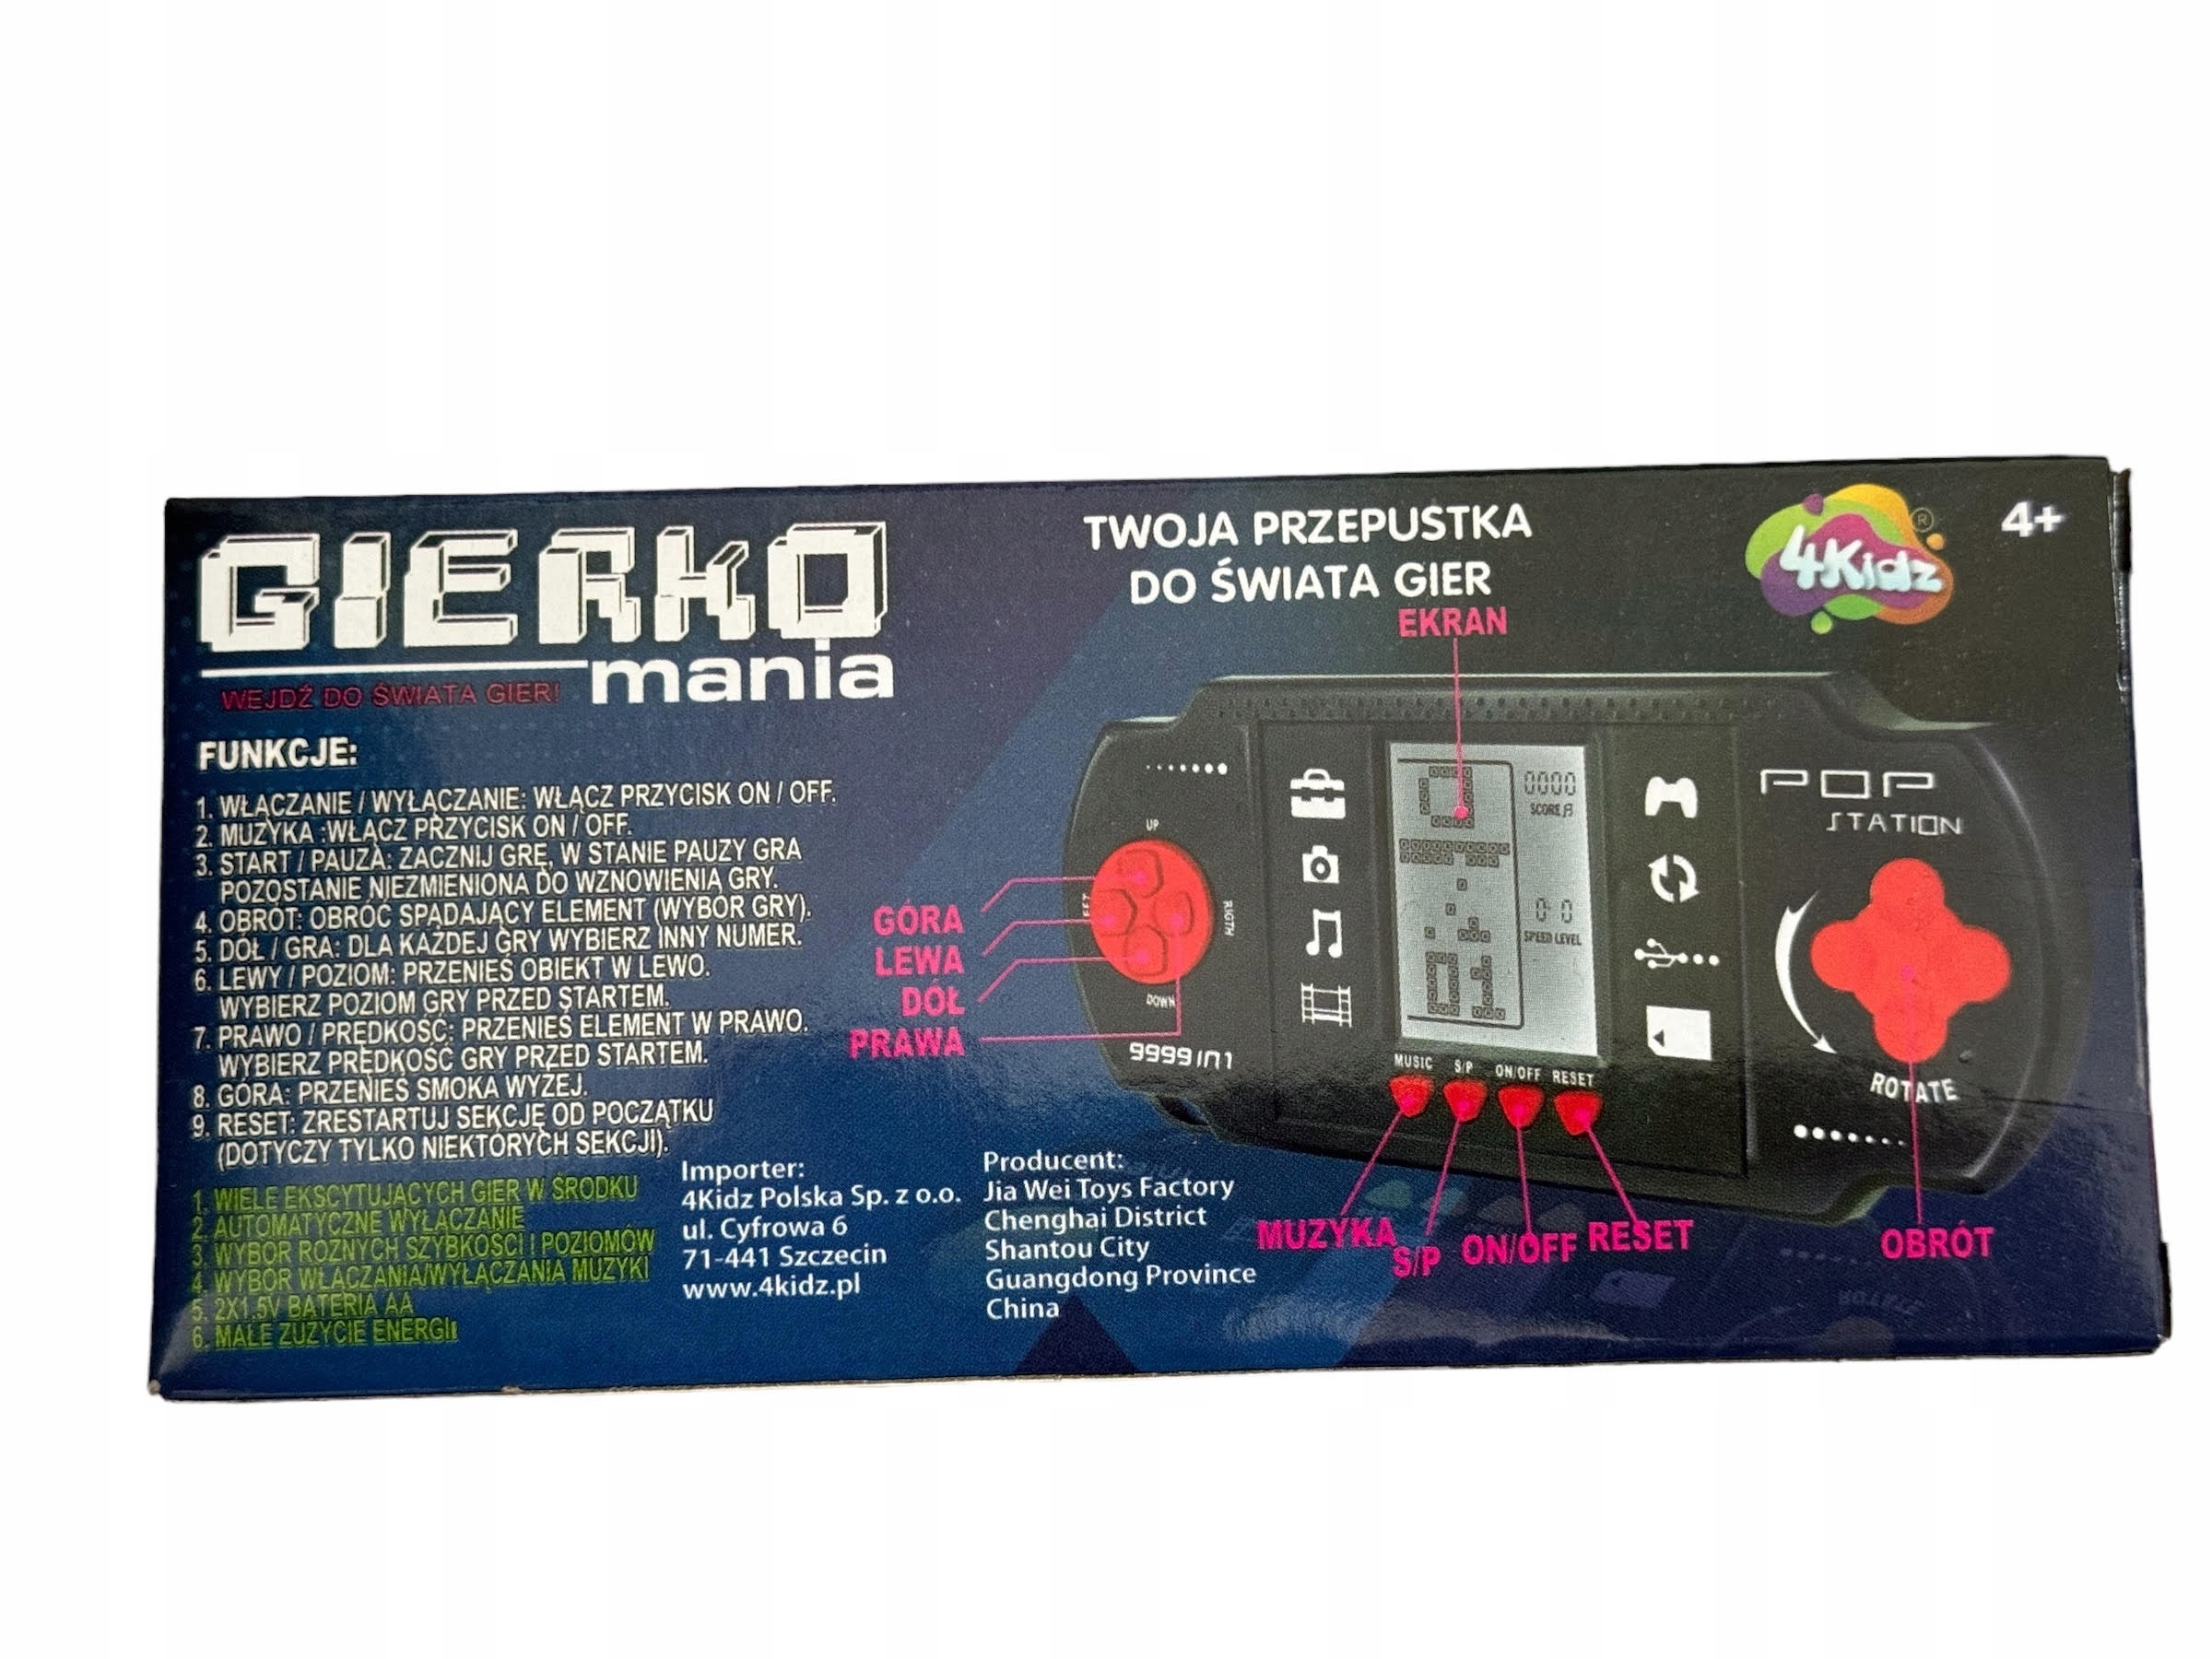 GIERKO
mania
WEJDŹ DO ŚWIATA GIER!
TWOJA PRZEPUSTKA
DO ŚWIATA GIER
4Kidz
®
4+
FUNKCJE:
1. WŁĄCZANIE / WYŁĄCZANIE: WŁĄCZ PRZYCISK ON / OFF.
2. MUZYKA :WŁĄCZ PRZYCISK ON / OFF.
3. START / PAUZA: ZACZNIJ GRĘ, W STANIE PAUZY GRA
POZOSTANIE NIEZMIENIONA DO WZNOWIENIA GRY.
4. OBRÓT: OBRÓĆ SPADAJĄCY ELEMENT (WYBÓR GRY).
5. DÓŁ / GRA: DLA KAŻDEJ GRY WYBIERZ INNY NUMER.
6. LEWY / POZIOM: PRZENIEŚ OBIEKT W LEWO.
WYBIERZ POZIOM GRY PRZED STARTEM.
7. PRAWO / PRĘDKOŚĆ: PRZENIEŚ ELEMENT W PRAWO.
WYBIERZ PRĘDKOŚĆ GRY PRZED STARTEM.
8. GÓRA: PRZENIEŚ SMOKA WYŻEJ.
9. RESET: ZRESTARTUJ SEKCJĘ OD POCZĄTKU
(DOTYCZY TYLKO NIEKTÓRYCH SEKCJI).
1. WIELE EKSCYTUJĄCYCH GIER W ŚRODKU
2. AUTOMATYCZNE WYŁĄCZANIE
3. WYBÓR RÓŻNYCH SZYBKOŚCI I POZIOMÓW
4. WYBÓR WŁĄCZANIA/WYŁĄCZANIA MUZYKI
5. 2X1.5V BATERIA AA
6. MAŁE ZUŻYCIE ENERGII
Importer:
4Kidz Polska Sp. z o.o.
ul. Cyfrowa 6
71-441 Szczecin
www.4kidz.pl
Producent:
Jia Wei Toys Factory
Chenghai District
Shantou City
Guangdong Province
China
EKRAN
GÓRA
LEWA
DÓŁ
PRAWA
UP
RIGTH
DOWN
9999 IN 1
0000
SCORE
0 0
SPEED LEVEL
MUSIC S/P ON/OFF RESET
POP
STATION
ROTATE
MUZYKA S/P ON/OFF RESET
OBRÓT